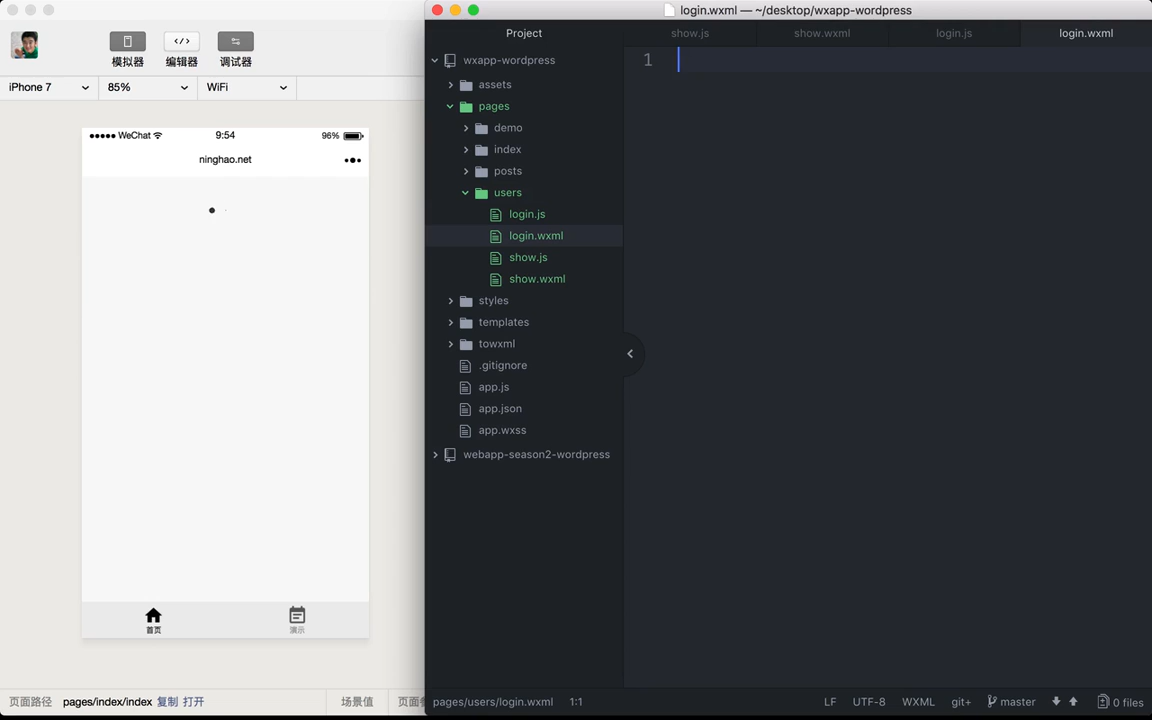 模拟器
编辑器
调试器
iPhone 7
85%
WiFi
WeChat
9:54
96%
ninghao.net
首页
演示
页面路径
pages/index/index
复制
打开
场景值
页面参
login.wxml — ~/desktop/wxapp-wordpress
Project
wxapp-wordpress
assets
pages
demo
index
posts
users
login.js
login.wxml
show.js
show.wxml
styles
templates
towxml
.gitignore
app.js
app.json
app.wxss
webapp-season2-wordpress
show.js
show.wxml
login.js
login.wxml
1
pages/users/login.wxml
1:1
LF
UTF-8
WXML
git+
master
0 files